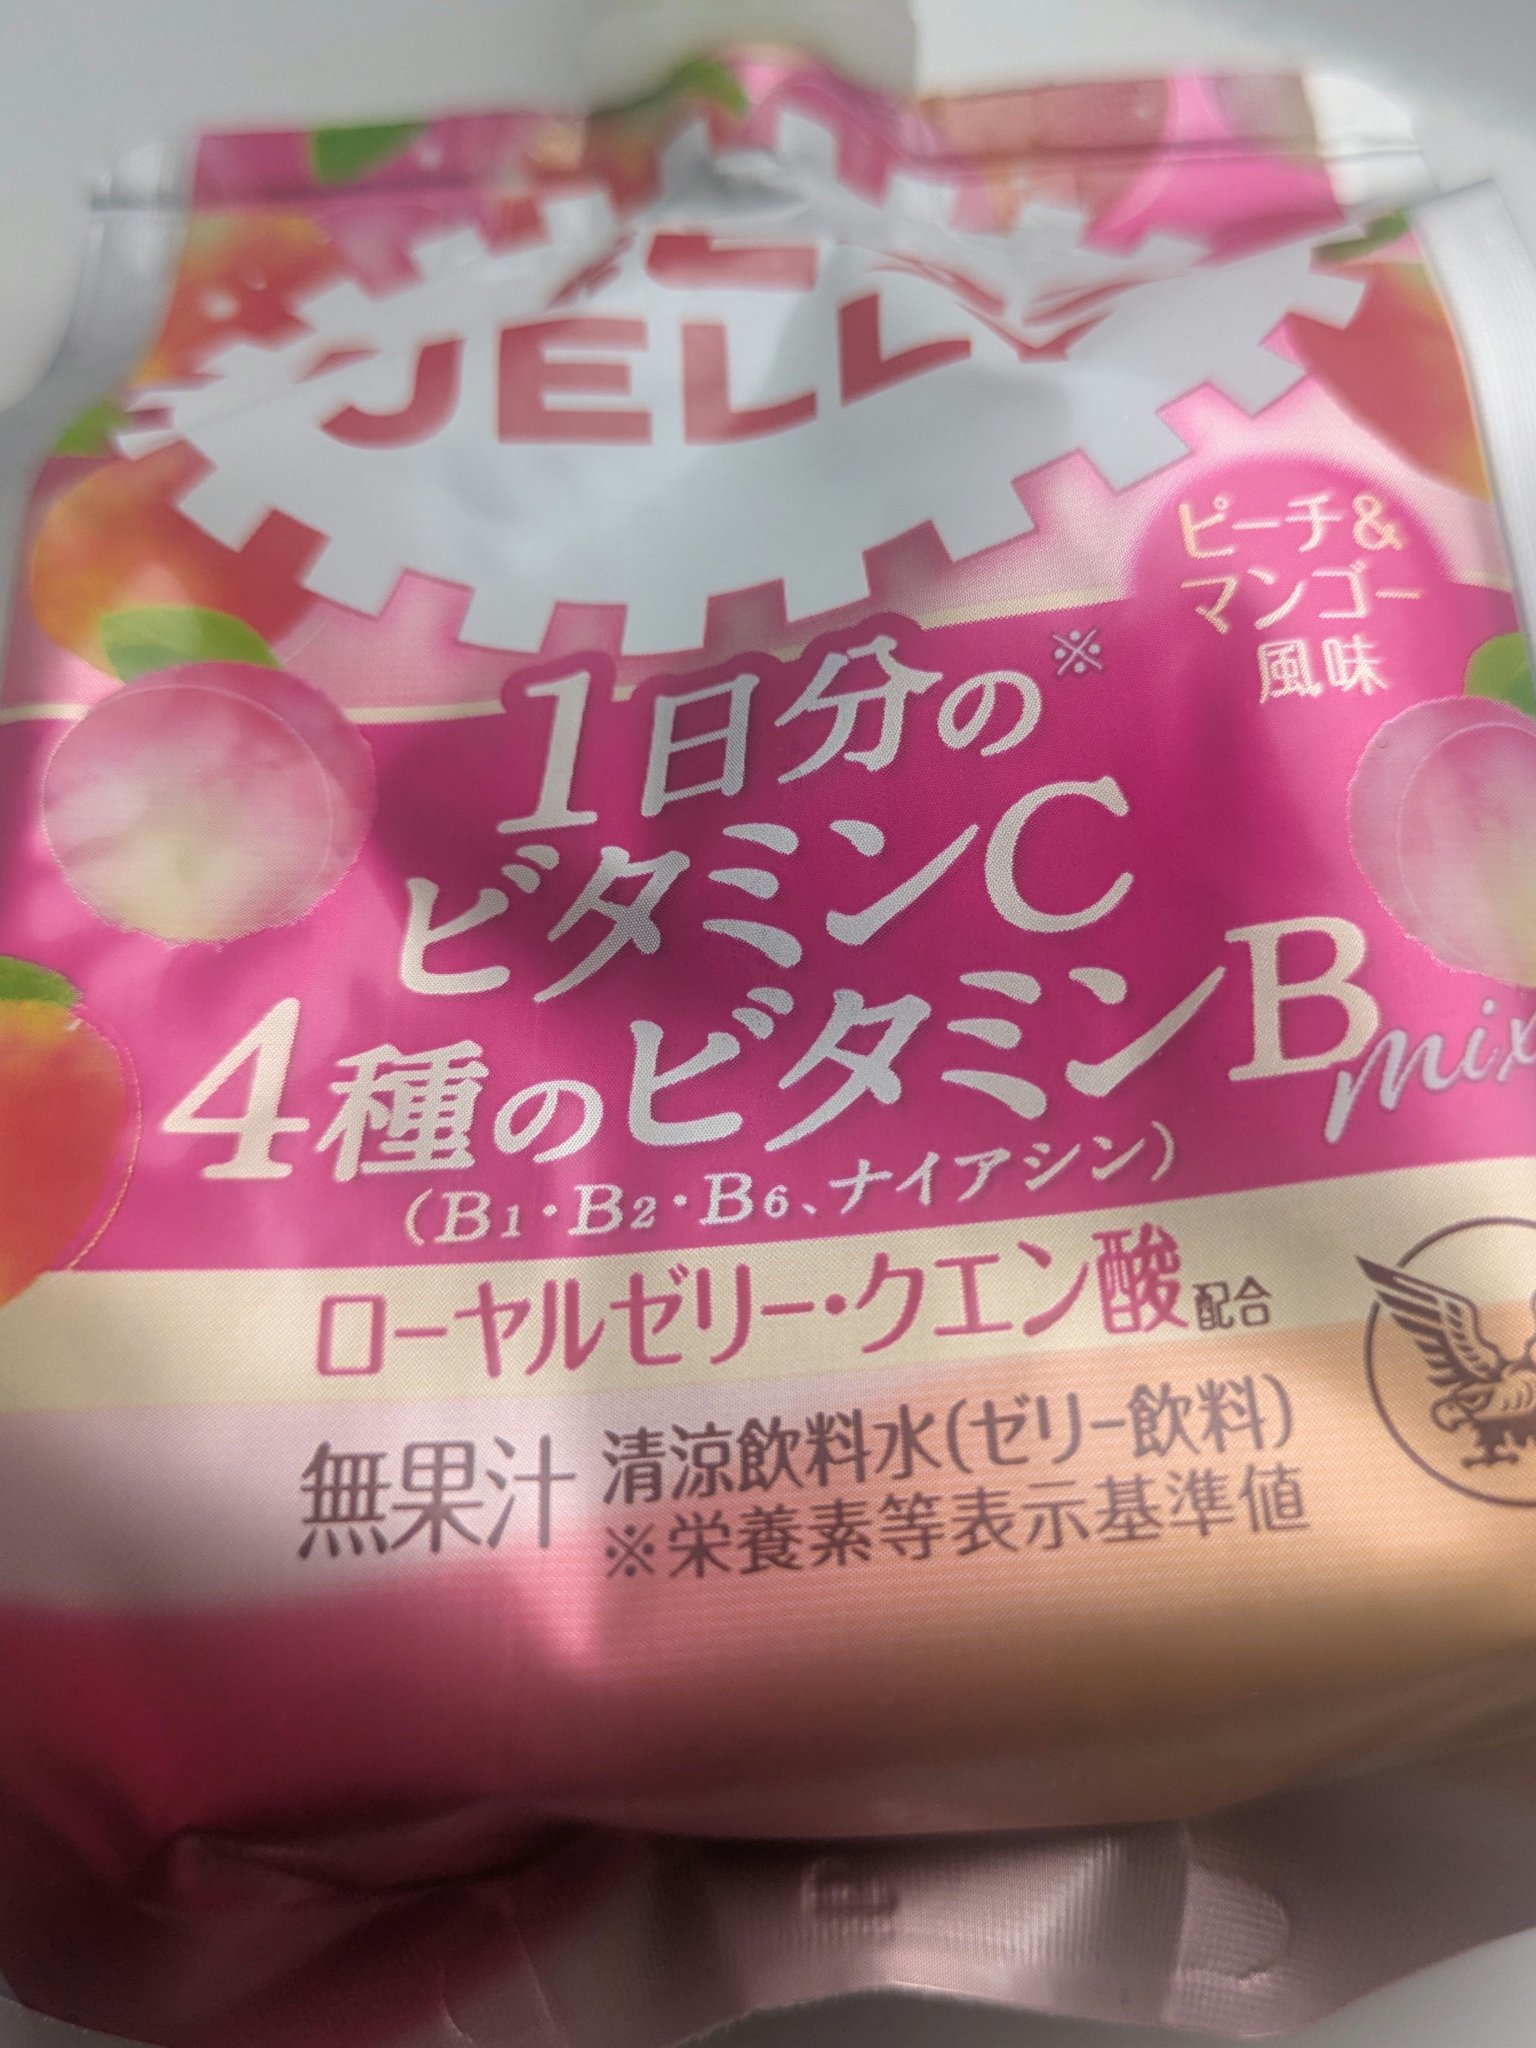 JELLY
ピーチ&
マンゴー
風味
1日分の※
ビタミンC
4種のビタミンB mix
(B1・B2・B6、ナイアシン)
ローヤルゼリー・クエン酸配合
無果汁 清涼飲料水(ゼリー飲料)
※栄養素等表示基準値